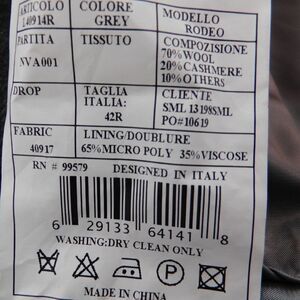 ARTICOLO COLORE MODELLO
140914R GREY RODEO
PARTITA TISSUTO COMPOZISIONE
NVA001 70%WOOL
20%CASHMERE
10%OTHERS
DROP TAGLIA CLIENTE
ITALIA: SML 13198SML
42R PO#10619
FABRIC LINING/DOUBLURE
40917 65%MICRO POLY 35%VISCOSE
RN # 99579 DESIGNED IN ITALY
6 29133 64141 8
WASHING:DRY CLEAN ONLY
P
MADE IN CHINA